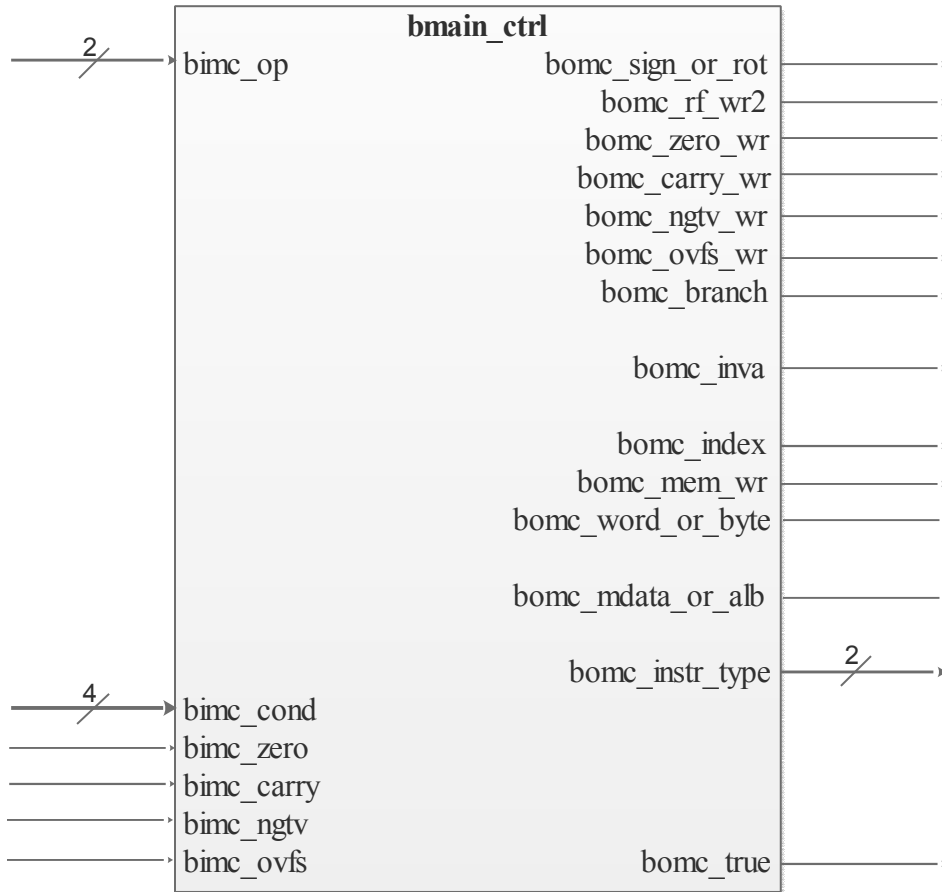 bmain_ctrl
2
bimc_op
bomc_sign_or_rot
bomc_rf_wr2
bomc_zero_wr
bomc_carry_wr
bomc_ngtv_wr
bomc_ovfs_wr
bomc_branch
bomc_inva
bomc_index
bomc_mem_wr
bomc_word_or_byte
bomc_mdata_or_alb
bomc_instr_type
2
4
bimc_cond
bimc_zero
bimc_carry
bimc_ngtv
bimc_ovfs
bomc_true